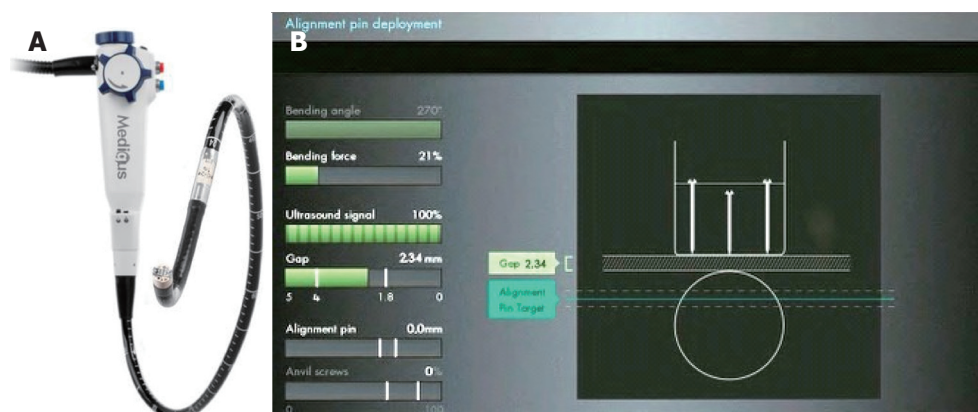 A
Mediqus
B
Alignment pin deployment
Bending angle 270°
Bending force 21%
Ultrasound signal 100%
Gap 2.34 mm
5 4 1.8 0
Alignment pin 0.0mm
Anvil screws 0%
0 100
Gap 2.34
Alignment
Pin Target